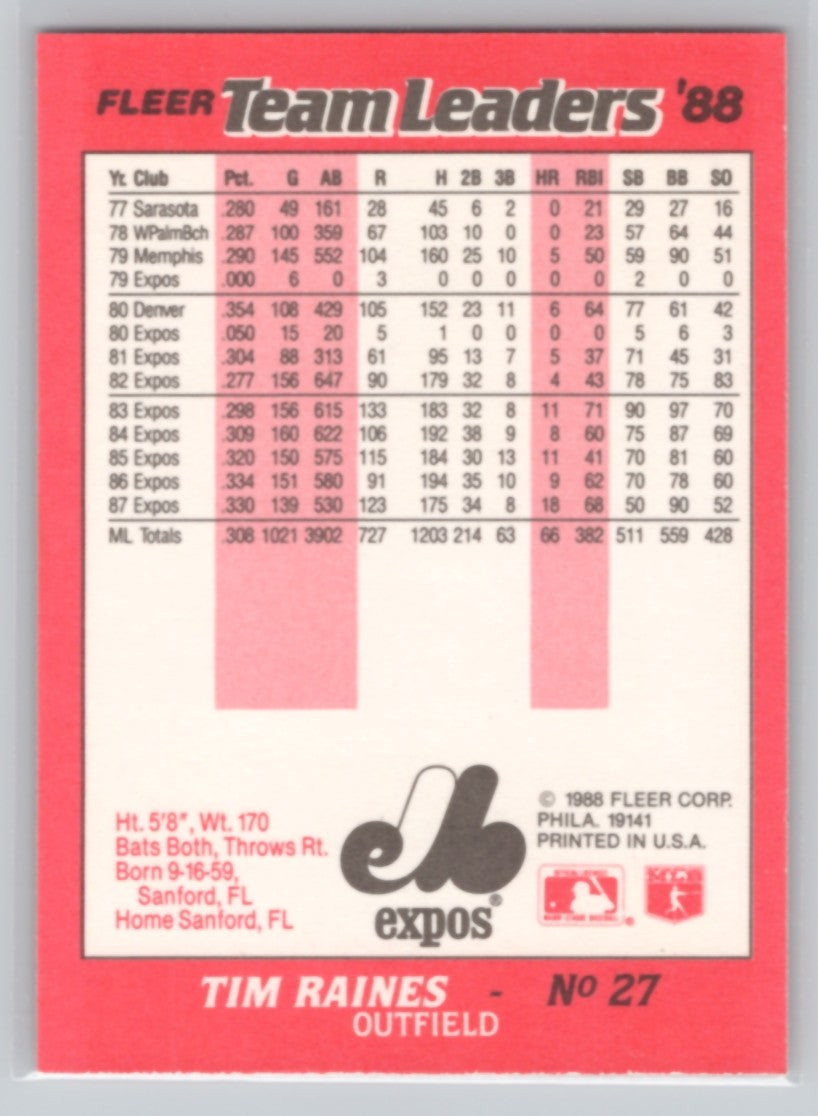 FLEER Team Leaders '88
Yr. Club Pct. G AB R H 2B 3B HR RBI SB BB SO
77 Sarasota .280 49 161 28 45 6 2 0 21 29 27 16
78 WPalmBch .287 100 359 67 103 10 0 0 23 57 64 44
79 Memphis .290 145 552 104 160 25 10 5 50 59 90 51
79 Expos .000 6 0 3 0 0 0 0 0 2 0 0
80 Denver .354 108 429 105 152 23 11 6 64 77 61 42
80 Expos .050 15 20 5 1 0 0 0 0 5 6 3
81 Expos .304 88 313 61 95 13 7 5 37 71 45 31
82 Expos .277 156 647 90 179 32 8 4 43 78 75 83
83 Expos .298 156 615 133 183 32 8 11 71 90 97 70
84 Expos .309 160 622 106 192 38 9 8 60 75 87 69
85 Expos .320 150 575 115 184 30 13 11 41 70 81 60
86 Expos .334 151 580 91 194 35 10 9 62 70 78 60
87 Expos .330 139 530 123 175 34 8 18 68 50 90 52
ML Totals .308 1021 3902 727 1203 214 63 66 382 511 559 428
Ht. 5'8", Wt. 170
Bats Both, Throws Rt.
Born 9-16-59,
Sanford, FL
Home Sanford, FL
expos®
© 1988 FLEER CORP.
PHILA. 19141
PRINTED IN U.S.A.
TIM RAINES - No 27
OUTFIELD